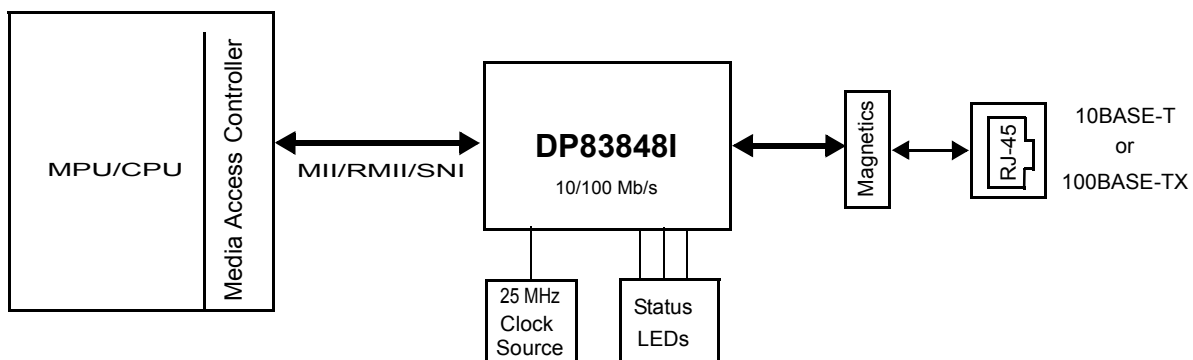 MPU/CPU
Media Access Controller
MII/RMII/SNI
DP83848I
10/100 Mb/s
25 MHz
Clock
Source
Status
LEDs
Magnetics
RJ-45
10BASE-T
or
100BASE-TX